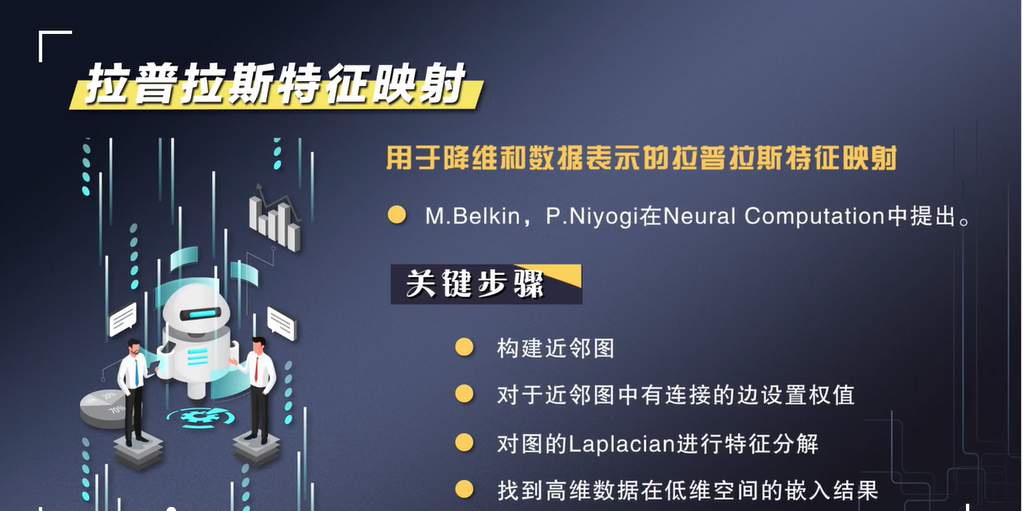 拉普拉斯特征映射
用于降维和数据表示的拉普拉斯特征映射
M.Belkin，P.Niyogi在Neural Computation中提出。
关键步骤
构建近邻图
对于近邻图中有连接的边设置权值
对图的Laplacian进行特征分解
找到高维数据在低维空间的嵌入结果
70%